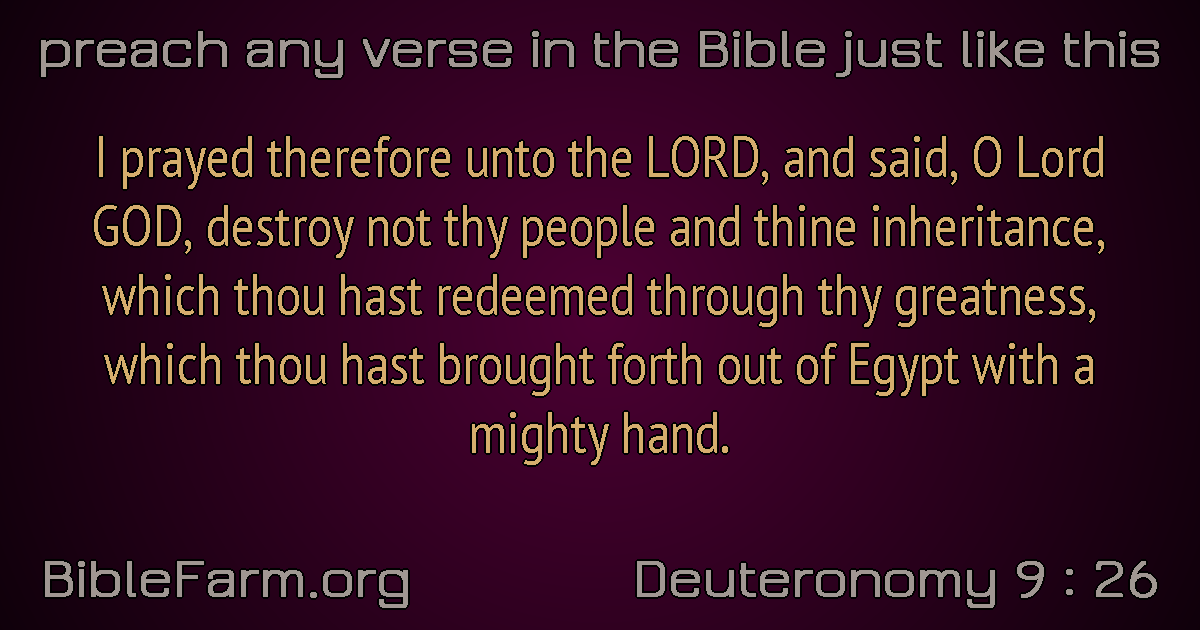 preach any verse in the Bible just like this
I prayed therefore unto the LORD, and said, O Lord
GOD, destroy not thy people and thine inheritance,
which thou hast redeemed through thy greatness,
which thou hast brought forth out of Egypt with a
mighty hand.
BibleFarm.org
Deuteronomy 9 : 26